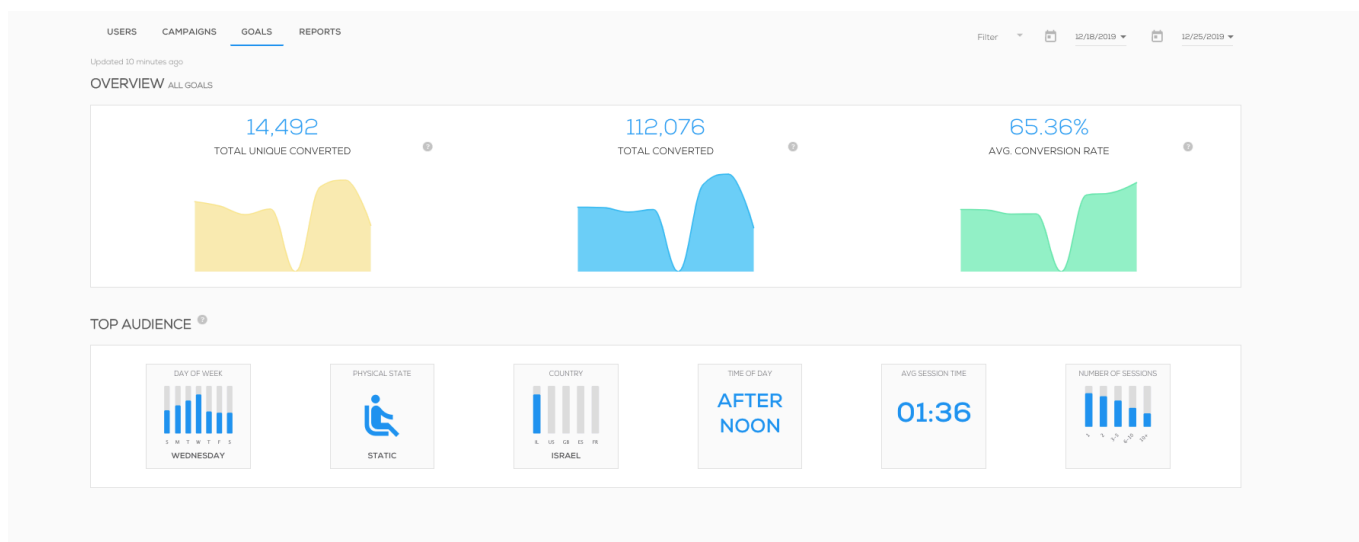 USERS CAMPAIGNS GOALS REPORTS
Filter 12/18/2019 12/25/2019
Updated 10 minutes ago
OVERVIEW ALL GOALS
14,492 112,076 65.36%
TOTAL UNIQUE CONVERTED ? TOTAL CONVERTED ? AVG. CONVERSION RATE ?
TOP AUDIENCE ?
DAY OF WEEK PHYSICAL STATE COUNTRY TIME OF DAY AVG SESSION TIME NUMBER OF SESSIONS
AFTER
NOON
01:36
S M T W T F S
IL US GB ES FR
1 2 3-5 6-10 10+
WEDNESDAY STATIC ISRAEL